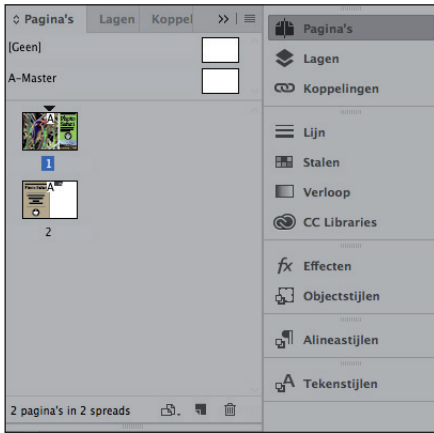 Pagina's Lagen Koppel
[Geen]
A-Master
A
1
A
2
2 pagina's in 2 spreads
Pagina's
Lagen
Koppelingen
Lijn
Stalen
Verloop
CC Libraries
fx Effecten
Objectstijlen
Alineastijlen
A Tekenstijlen